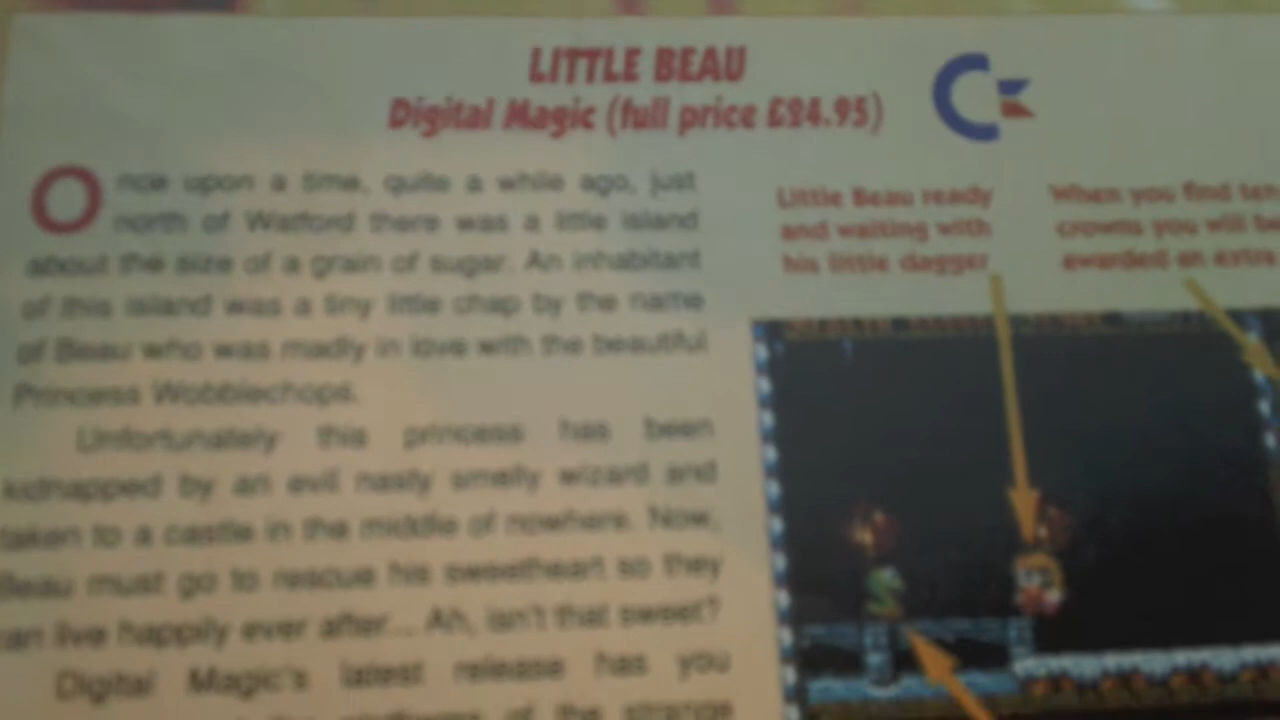 LITTLE BEAU
Digital Magic (full price £24.95)
Once upon a time, quite a while ago, just
north of Watford there was a little island
about the size of a grain of sugar. An inhabitant
of this island was a tiny little chap by the name
of Beau who was madly in love with the beautiful
Princess Wobblechops.
Unfortunately this princess has been
kidnapped by an evil nasty smelly wizard and
taken to a castle in the middle of nowhere. Now,
Beau must go to rescue his sweetheart so they
can live happily ever after... Ah, isn't that sweet?
Digital Magic's latest release has you
platforms of the strange
Little Beau ready
and waiting with
his little dagger
When you find ten
crowns you will be
awarded an extra